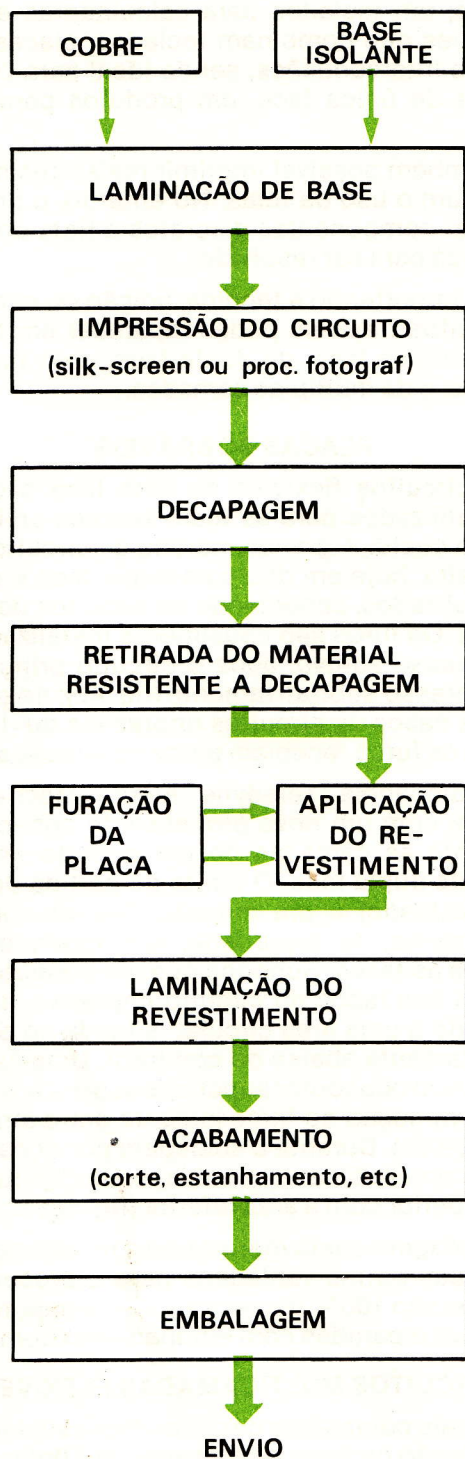 COBRE
BASE
ISOLANTE
LAMINACÃO DE BASE
IMPRESSÃO DO CIRCUITO
(silk-screen ou proc. fotograf)
DECAPAGEM
RETIRADA DO MATERIAL
RESISTENTE A DECAPAGEM
FURAÇÃO
DA
PLACA
APLICAÇÃO
DO RE-
VESTIMENTO
LAMINAÇÃO DO
REVESTIMENTO
ACABAMENTO
(corte, estanhamento, etc)
EMBALAGEM
ENVIO